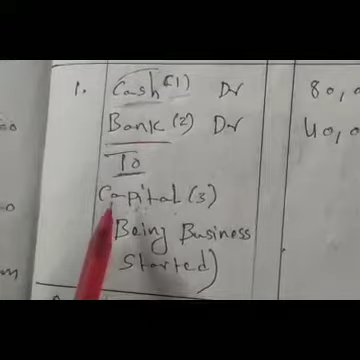 1. Cash (1) Dr 80,0
Bank (2) Dr 40,0
To
Capital (3)
Being Business
Started)